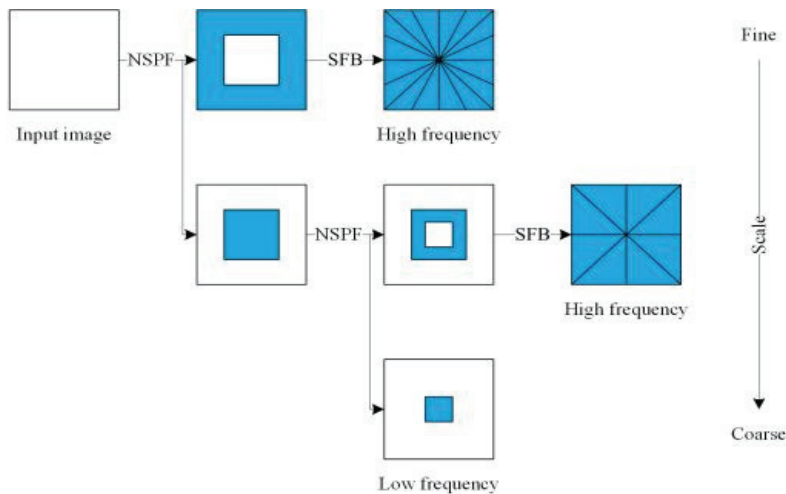 Fine
NSPF
SFB
Input image
High frequency
NSPF
SFB
Scale
High frequency
Coarse
Low frequency